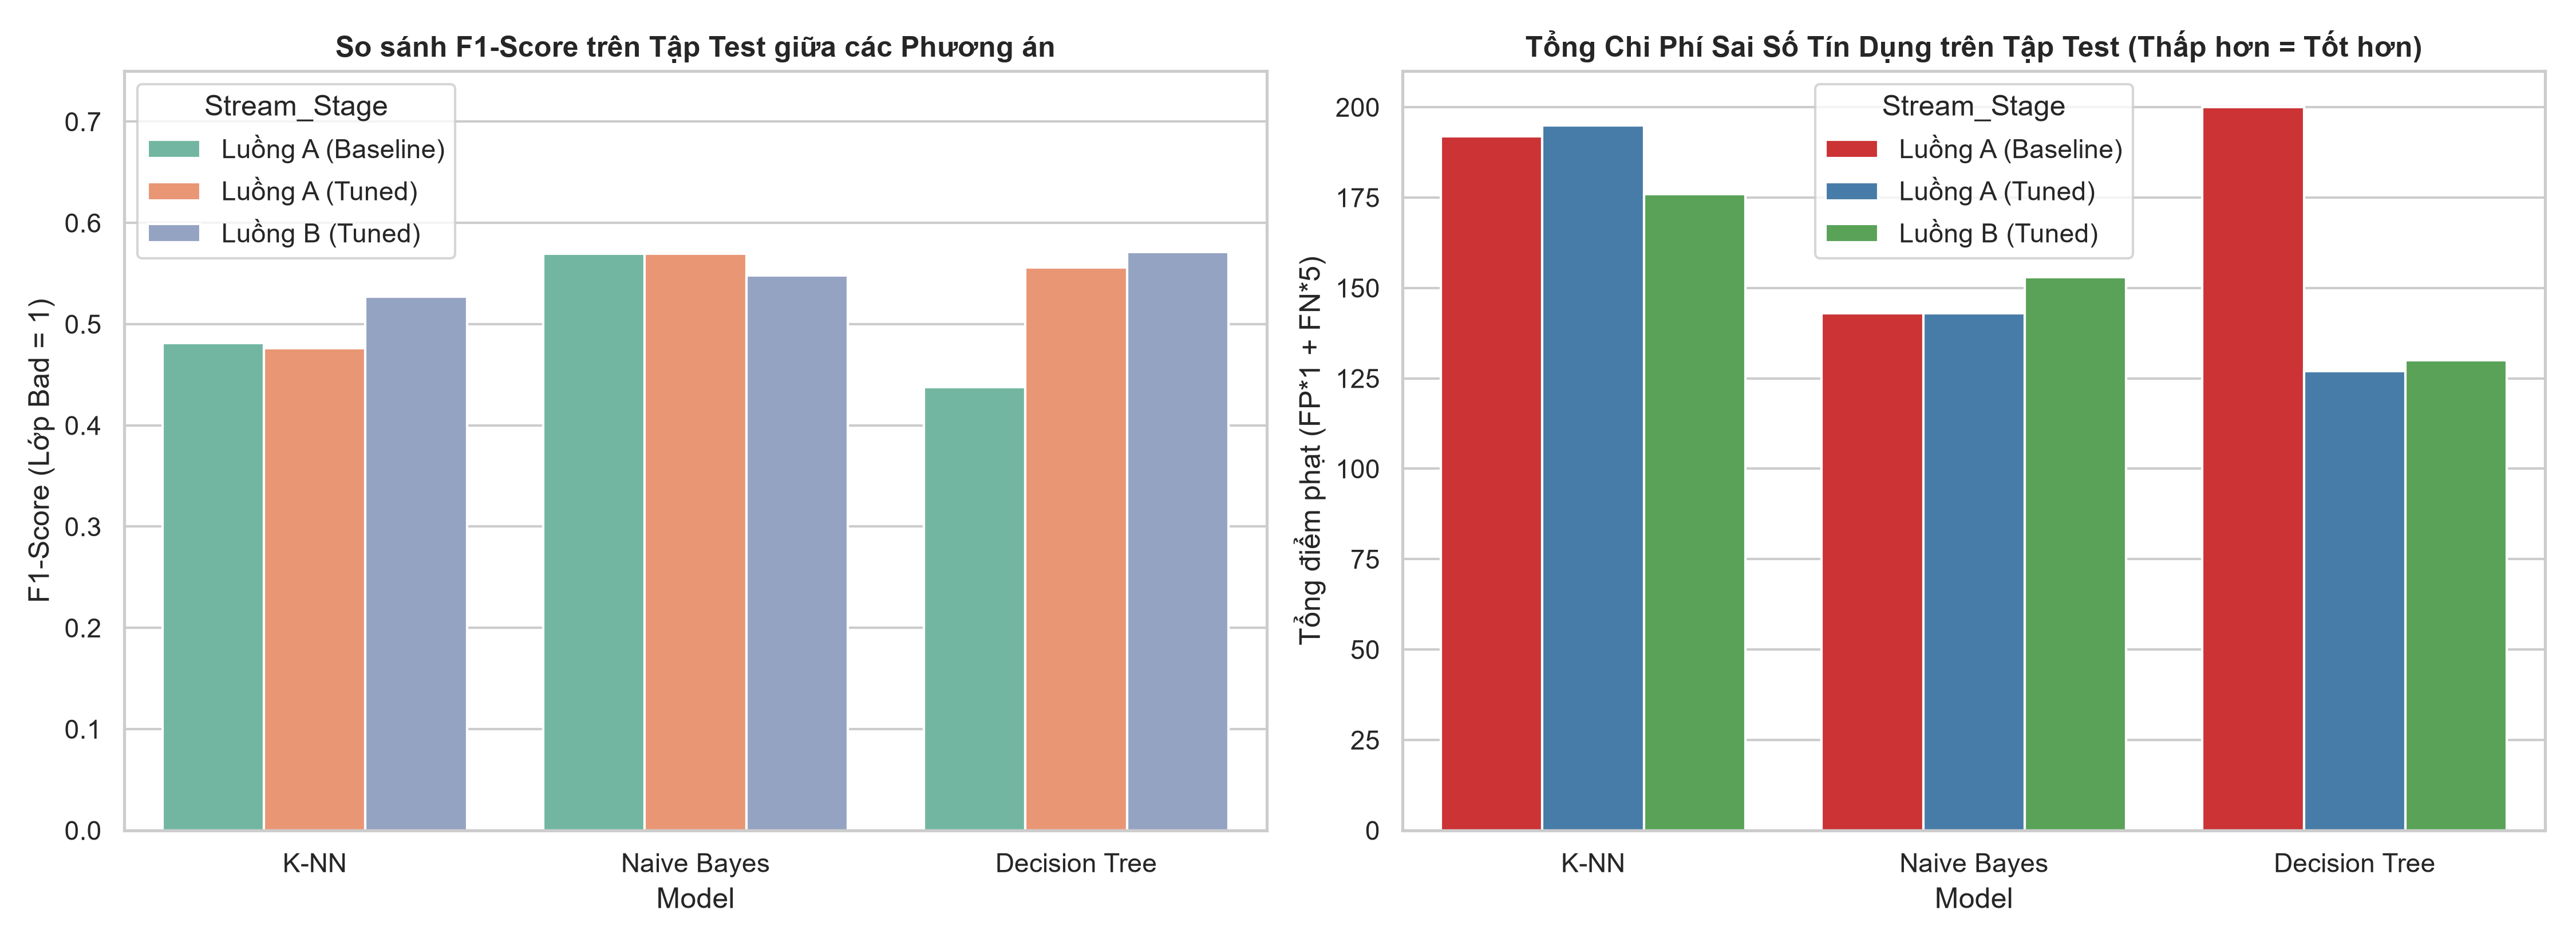 So sánh F1-Score trên Tập Test giữa các Phương án
F1-Score (Lớp Bad = 1)
0.7
0.6
0.5
0.4
0.3
0.2
0.1
0.0
Stream_Stage
Luồng A (Baseline)
Luồng A (Tuned)
Luồng B (Tuned)
K-NN
Naive Bayes
Decision Tree
Model
Tổng Chi Phí Sai Số Tín Dụng trên Tập Test (Thấp hơn = Tốt hơn)
Tổng điểm phạt (FP*1 + FN*5)
200
175
150
125
100
75
50
25
0
Stream_Stage
Luồng A (Baseline)
Luồng A (Tuned)
Luồng B (Tuned)
K-NN
Naive Bayes
Decision Tree
Model